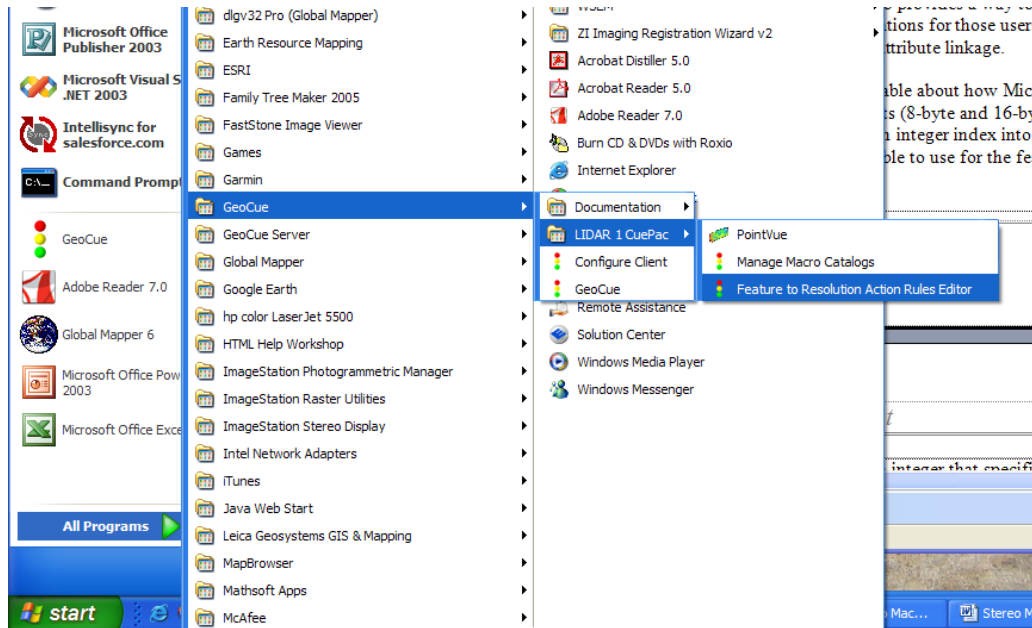 Microsoft Office
Publisher 2003
Microsoft Visual S
.NET 2003
Intellisync for
salesforce.com
Sync
C:\_
Command Prompt
GeoCue
Adobe Reader 7.0
Global Mapper 6
Microsoft Office Pow
2003
Microsoft Office Exce
All Programs
start
dlgv32 Pro (Global Mapper)
Earth Resource Mapping
ESRI
Family Tree Maker 2005
FastStone Image Viewer
Games
Garmin
GeoCue
GeoCue Server
Global Mapper
Google Earth
hp color LaserJet 5500
HTML Help Workshop
ImageStation Photogrammetric Manager
ImageStation Raster Utilities
ImageStation Stereo Display
Intel Network Adapters
iTunes
Java Web Start
Leica Geosystems GIS & Mapping
MapBrowser
Mathsoft Apps
McAfee
WSFM
ZI Imaging Registration Wizard v2
Acrobat Distiller 5.0
Acrobat Reader 5.0
Adobe Reader 7.0
Burn CD & DVDs with Roxio
Internet Explorer
Documentation
LIDAR 1 CuePac
Configure Client
GeoCue
Remote Assistance
Solution Center
Windows Media Player
Windows Messenger
PointVue
Manage Macro Catalogs
Feature to Resolution Action Rules Editor
provides a way to
tions for those user
ttribute linkage.
able about how Mic
ts (8-byte and 16-by
integer index into
ble to use for the fe
t
integer that specifi
Mac...
Stereo M